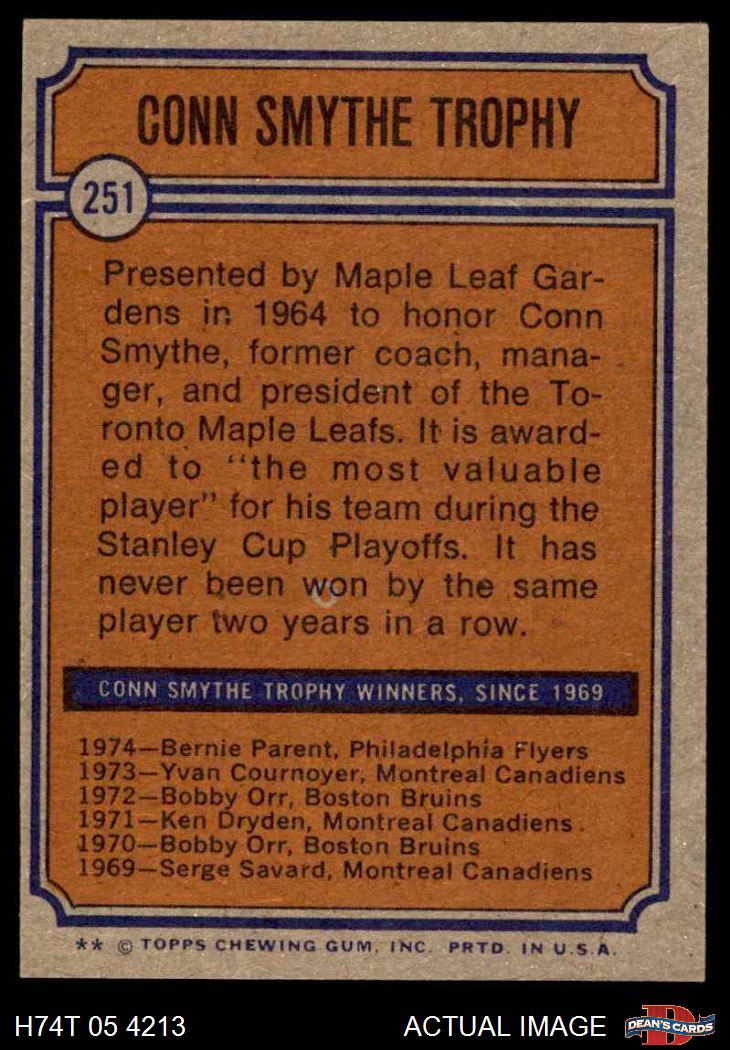 CONN SMYTHE TROPHY
251
Presented by Maple Leaf Gar-
dens in 1964 to honor Conn
Smythe, former coach, mana-
ger, and president of the To-
ronto Maple Leafs. It is award-
ed to "the most valuable
player" for his team during the
Stanley Cup Playoffs. It has
never been won by the same
player two years in a row.
CONN SMYTHE TROPHY WINNERS, SINCE 1969
1974—Bernie Parent, Philadelphia Flyers
1973—Yvan Cournoyer, Montreal Canadiens
1972—Bobby Orr, Boston Bruins
1971—Ken Dryden, Montreal Canadiens
1970—Bobby Orr, Boston Bruins
1969—Serge Savard, Montreal Canadiens
** © TOPPS CHEWING GUM, INC. PRTD. IN U.S.A.
H74T 05 4213 ACTUAL IMAGE
D
DEAN'S CARDS